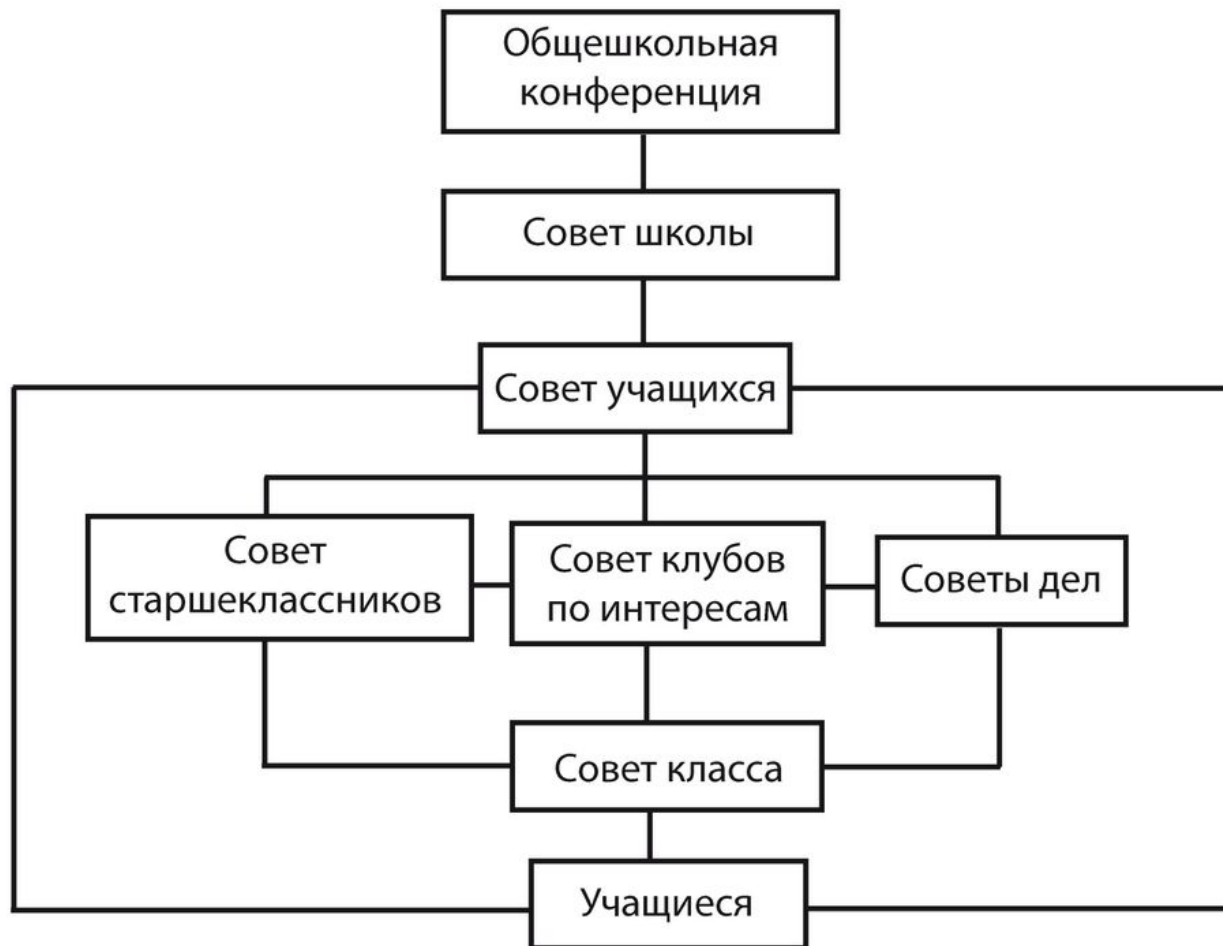 Общешкольная
конференция
Совет школы
Совет учащихся
Совет
старшеклассников
Совет клубов
по интересам
Советы дел
Совет класса
Учащиеся